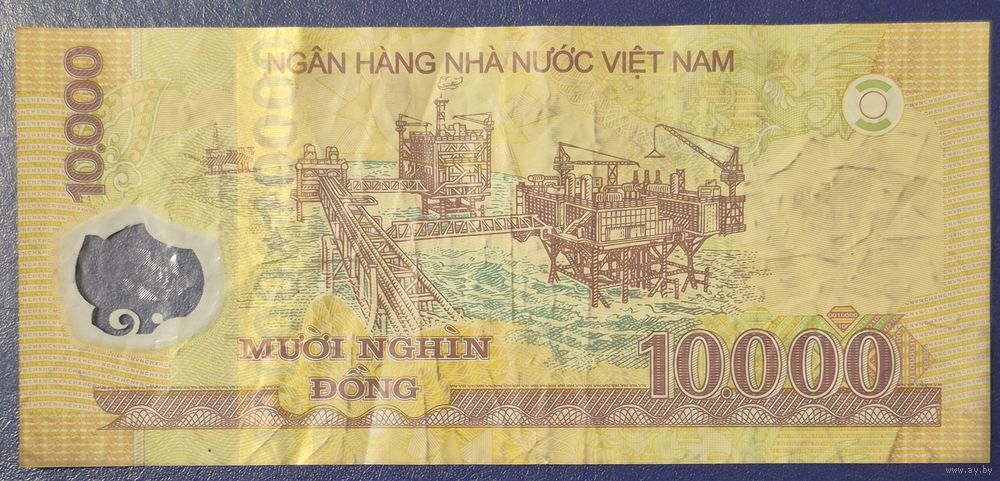 NGÂN HÀNG NHÀ NƯỚC VIỆT NAM
10.000
MƯỜI NGHÌN
ĐỒNG
10.000
www.ay.by